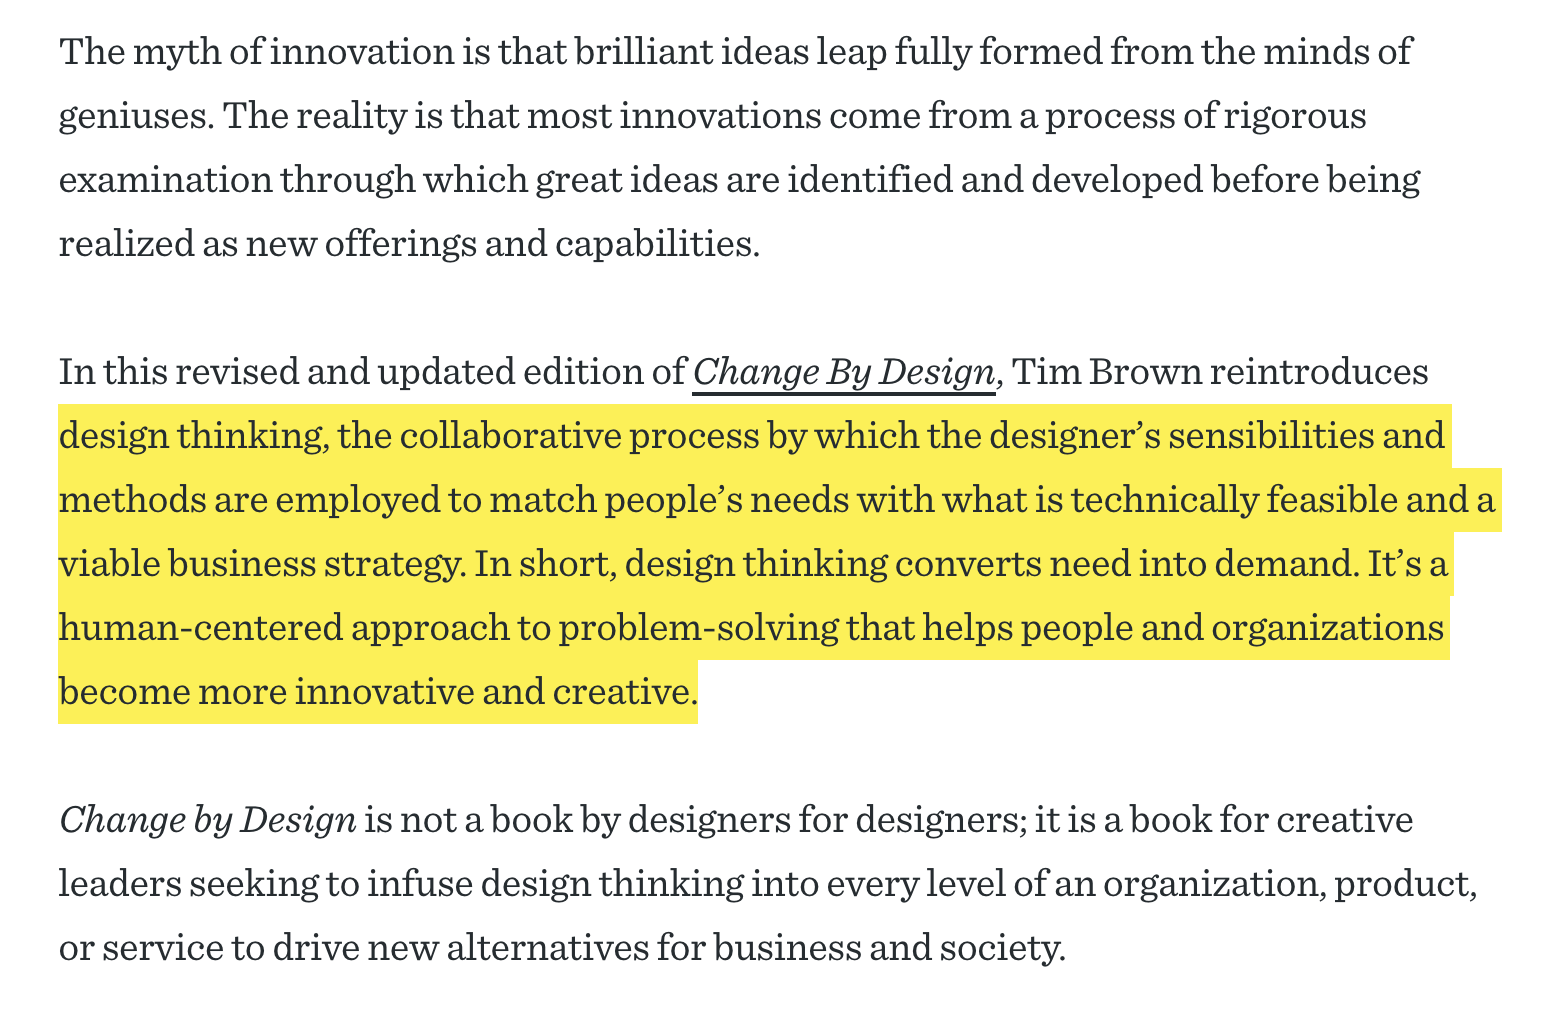 The myth of innovation is that brilliant ideas leap fully formed from the minds of
geniuses. The reality is that most innovations come from a process of rigorous
examination through which great ideas are identified and developed before being
realized as new offerings and capabilities.
In this revised and updated edition of Change By Design, Tim Brown reintroduces
design thinking, the collaborative process by which the designer’s sensibilities and
methods are employed to match people’s needs with what is technically feasible and a
viable business strategy. In short, design thinking converts need into demand. It’s a
human-centered approach to problem-solving that helps people and organizations
become more innovative and creative.
Change by Design is not a book by designers for designers; it is a book for creative
leaders seeking to infuse design thinking into every level of an organization, product,
or service to drive new alternatives for business and society.